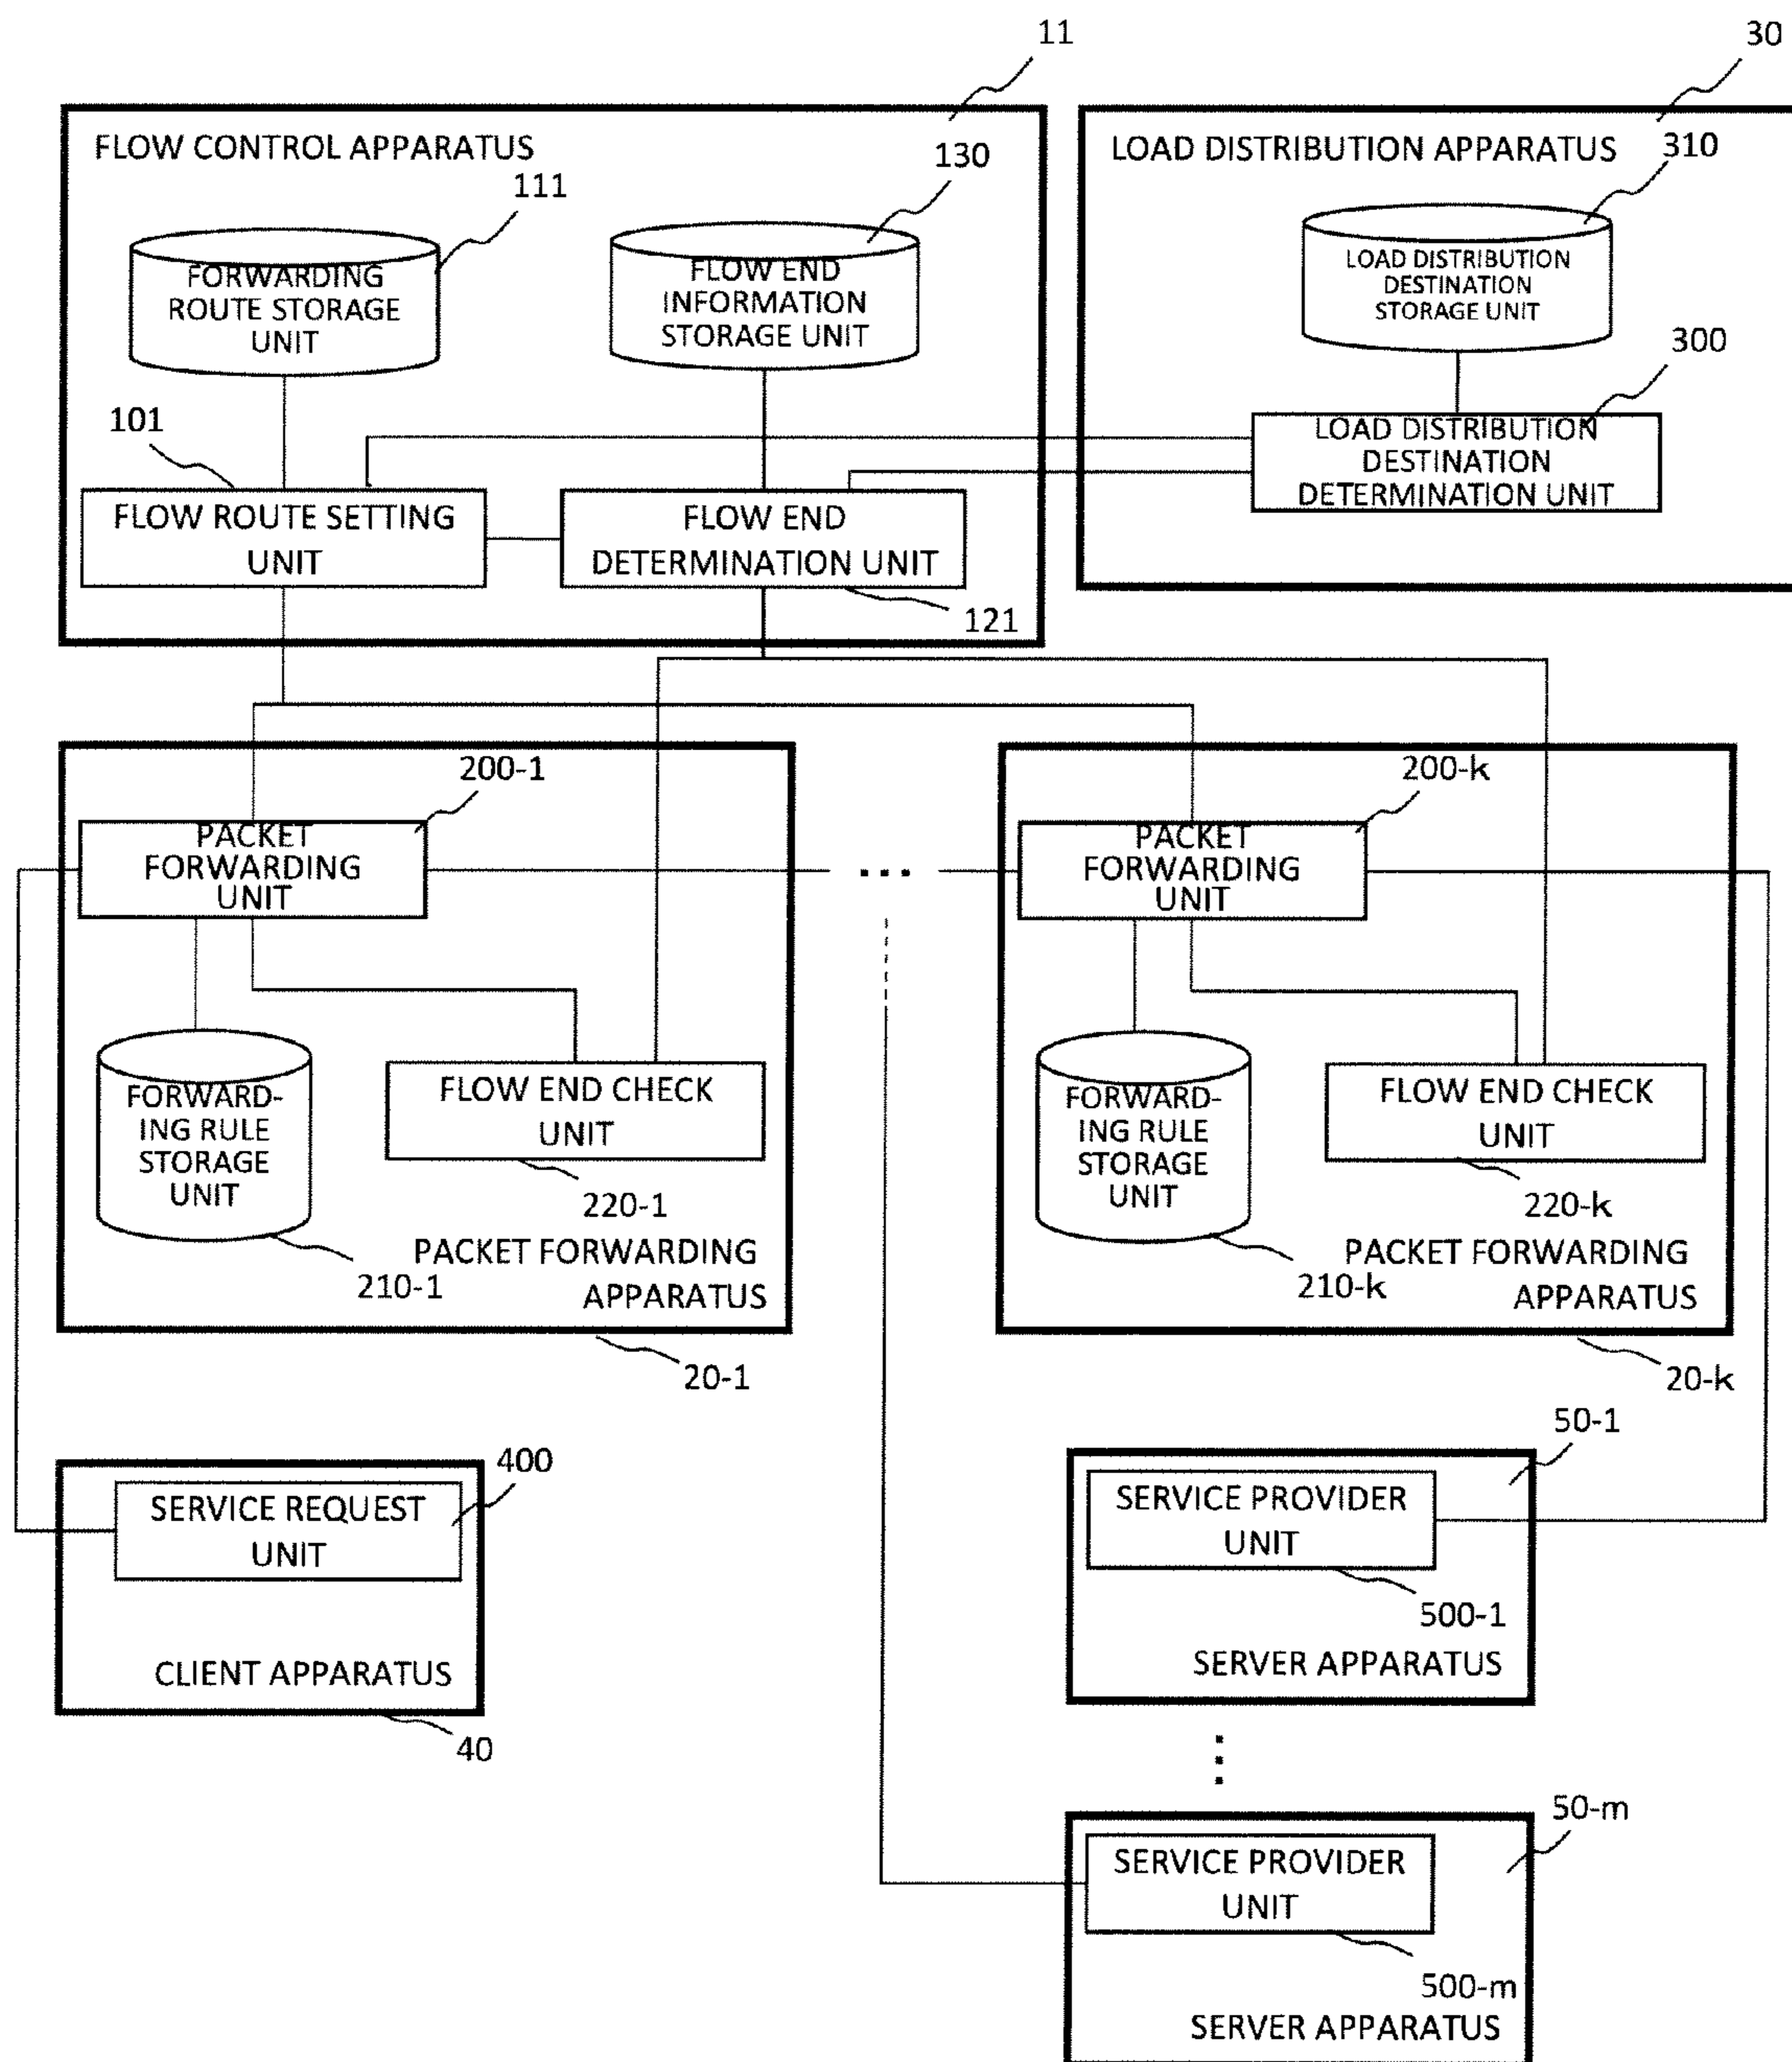 11
30
FLOW CONTROL APPARATUS
130
LOAD DISTRIBUTION APPARATUS
310
111
FORWARDING
ROUTE STORAGE
UNIT
FLOW END
INFORMATION
STORAGE UNIT
LOAD DISTRIBUTION
DESTINATION
STORAGE UNIT
300
101
LOAD DISTRIBUTION
DESTINATION
DETERMINATION UNIT
FLOW ROUTE SETTING
UNIT
FLOW END
DETERMINATION UNIT
121
200-1
200-k
PACKET
FORWARDING
UNIT
...
PACKET
FORWARDING
UNIT
FORWARD-
ING RULE
STORAGE
UNIT
FLOW END CHECK
UNIT
FORWARD-
ING RULE
STORAGE
UNIT
FLOW END CHECK
UNIT
220-1
220-k
210-1
PACKET FORWARDING
APPARATUS
210-k
PACKET FORWARDING
APPARATUS
20-1
20-k
50-1
400
SERVICE REQUEST
UNIT
SERVICE PROVIDER
UNIT
500-1
CLIENT APPARATUS
SERVER APPARATUS
40
50-m
SERVICE PROVIDER
UNIT
500-m
SERVER APPARATUS